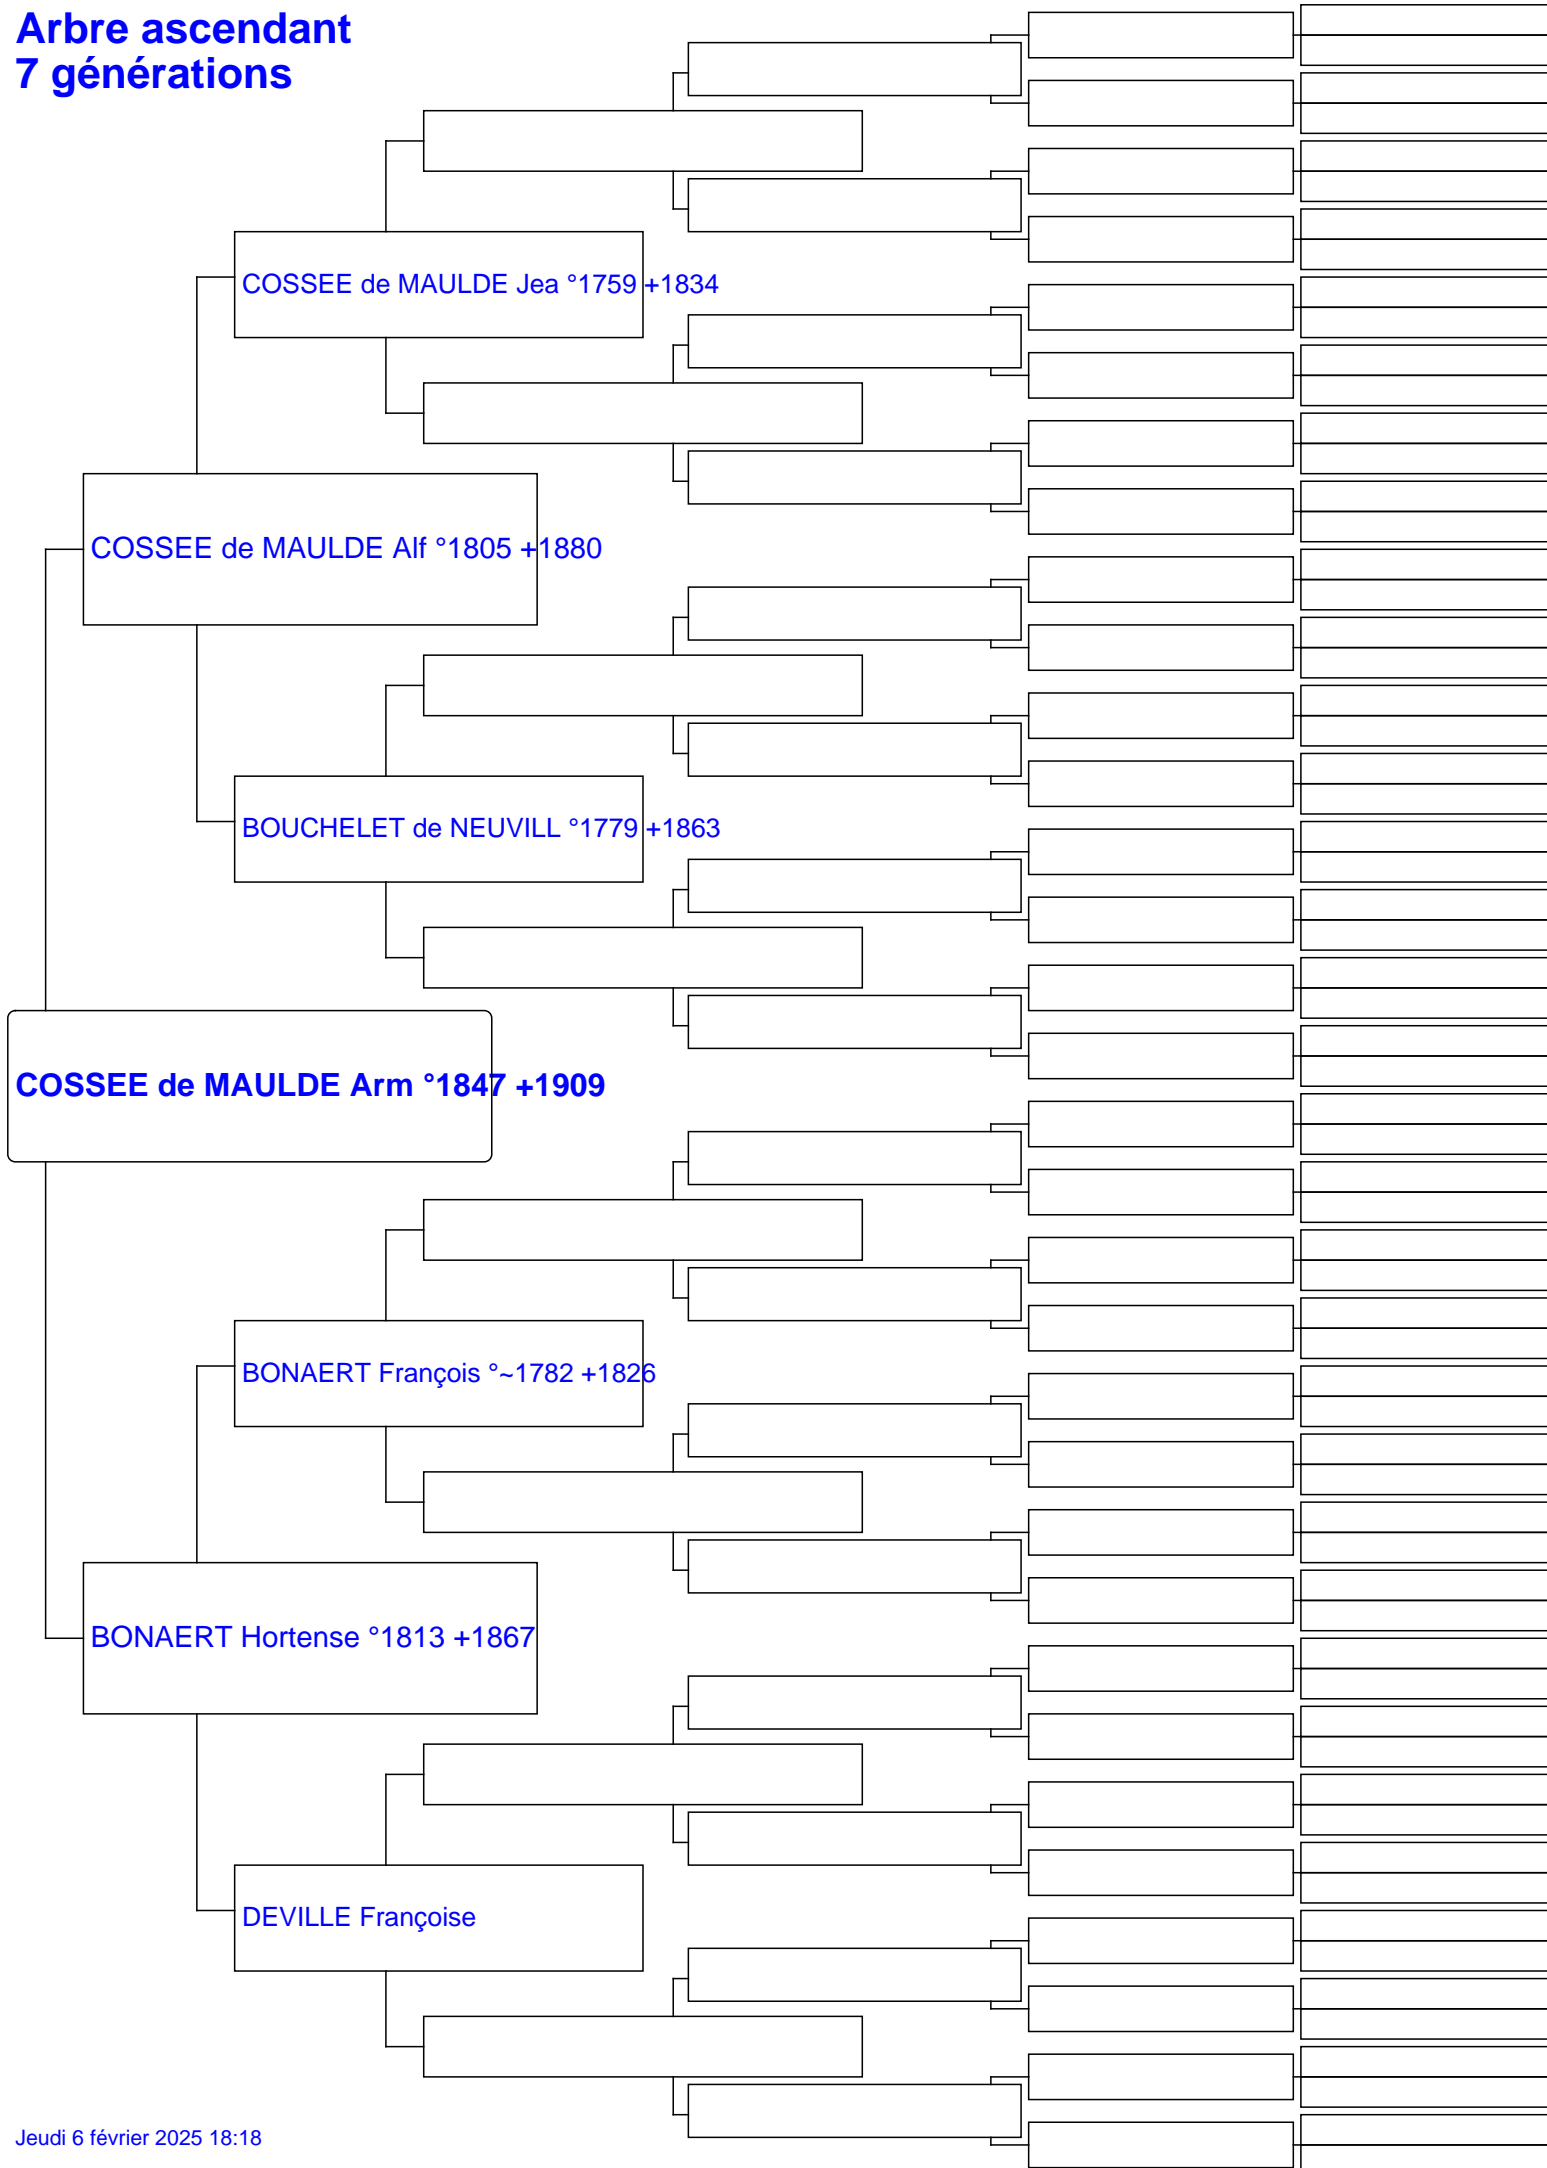 Arbre ascendant
7 générations
COSSEE de MAULDE Jea °1759 +1834
COSSEE de MAULDE Alf °1805 +1880
BOUCHELET de NEUVILL °1779 +1863
COSSEE de MAULDE Arm °1847 +1909
BONAERT François °~1782 +1826
BONAERT Hortense °1813 +1867
DEVILLE Françoise
Jeudi 6 février 2025 18:18